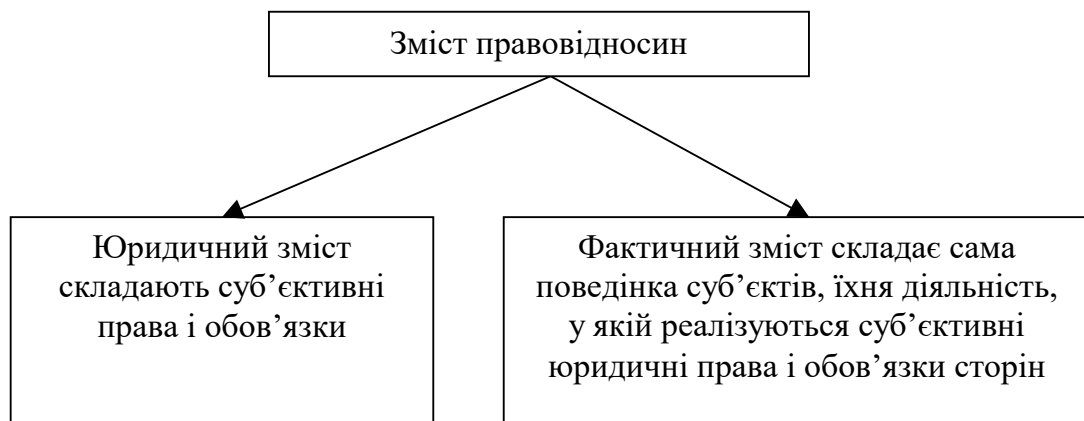 Зміст правовідносин
Юридичний зміст
складають суб’єктивні
права і обов’язки
Фактичний зміст складає сама
поведінка суб’єктів, їхня діяльність,
у якій реалізуються суб’єктивні
юридичні права і обов’язки сторін